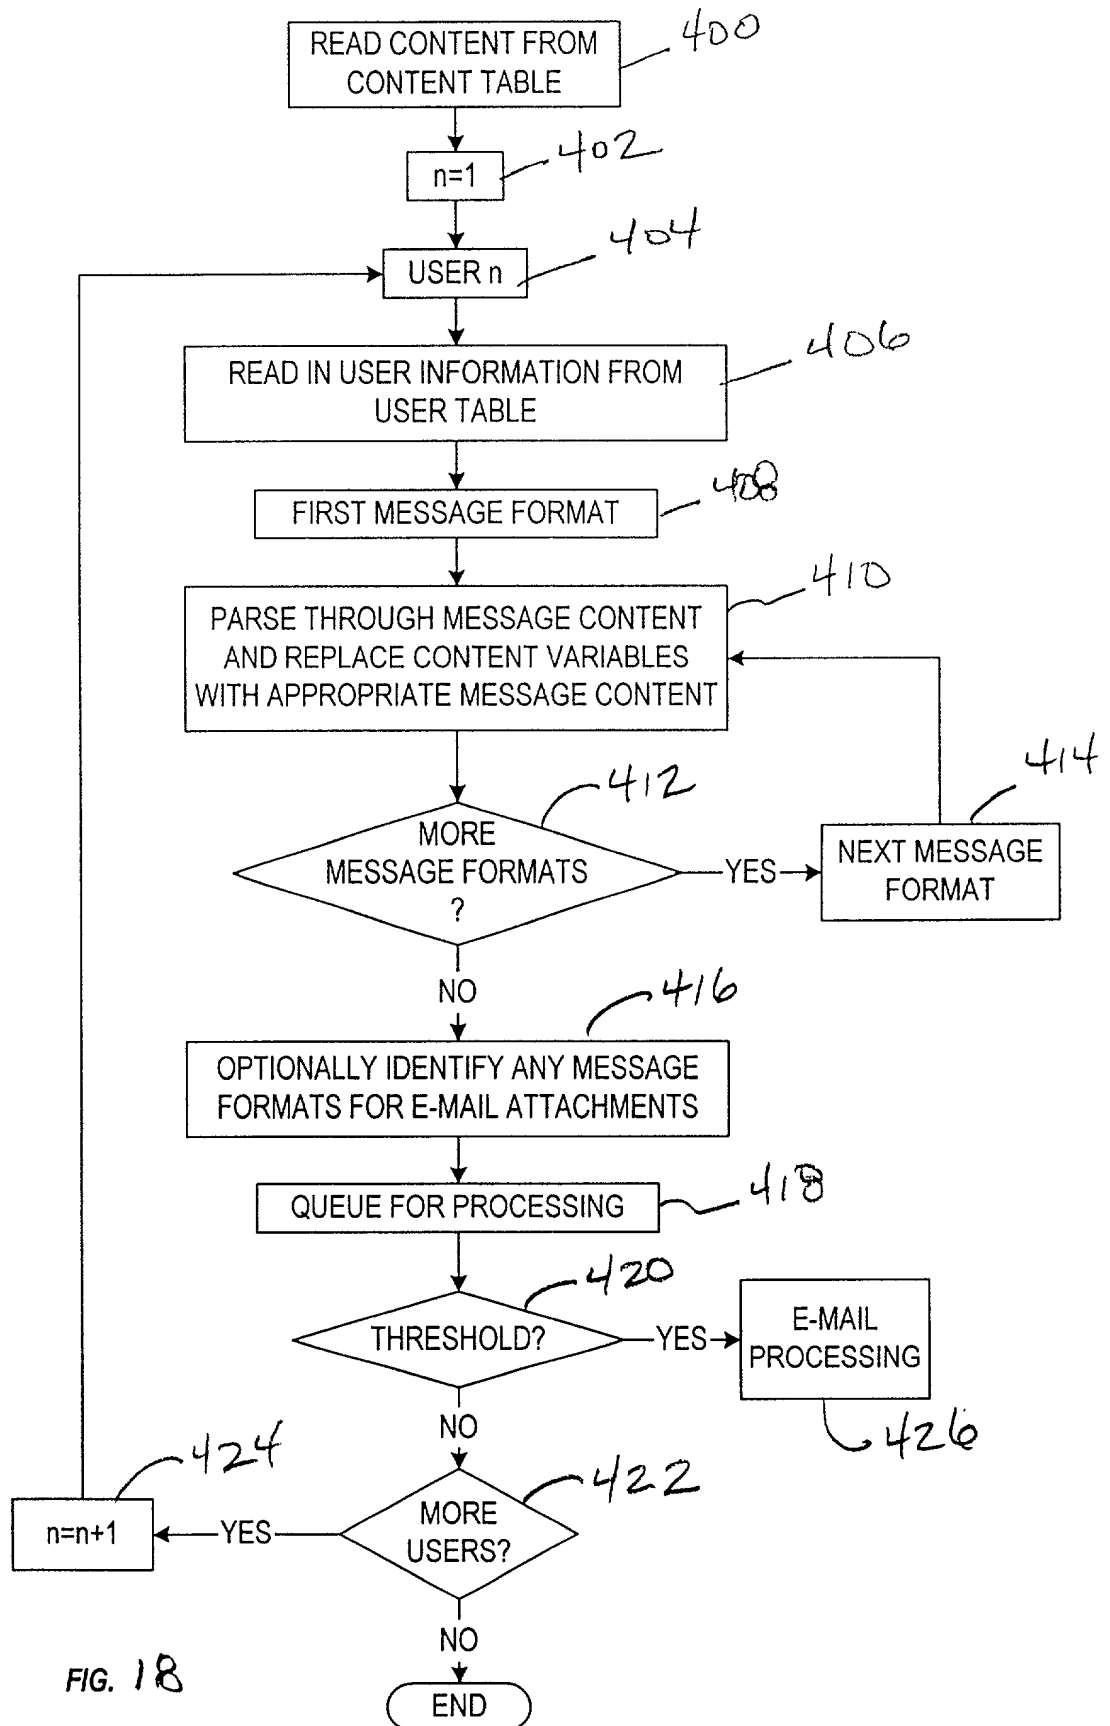 READ CONTENT FROM
CONTENT TABLE
400
n=1
402
USER n
404
READ IN USER INFORMATION FROM
USER TABLE
406
FIRST MESSAGE FORMAT
408
PARSE THROUGH MESSAGE CONTENT
AND REPLACE CONTENT VARIABLES
WITH APPROPRIATE MESSAGE CONTENT
410
MORE
MESSAGE FORMATS
?
412
YES
NEXT MESSAGE
FORMAT
414
NO
OPTIONALLY IDENTIFY ANY MESSAGE
FORMATS FOR E-MAIL ATTACHMENTS
416
QUEUE FOR PROCESSING
418
THRESHOLD?
420
YES
E-MAIL
PROCESSING
426
NO
MORE
USERS?
422
YES
n=n+1
424
NO
END
FIG. 18